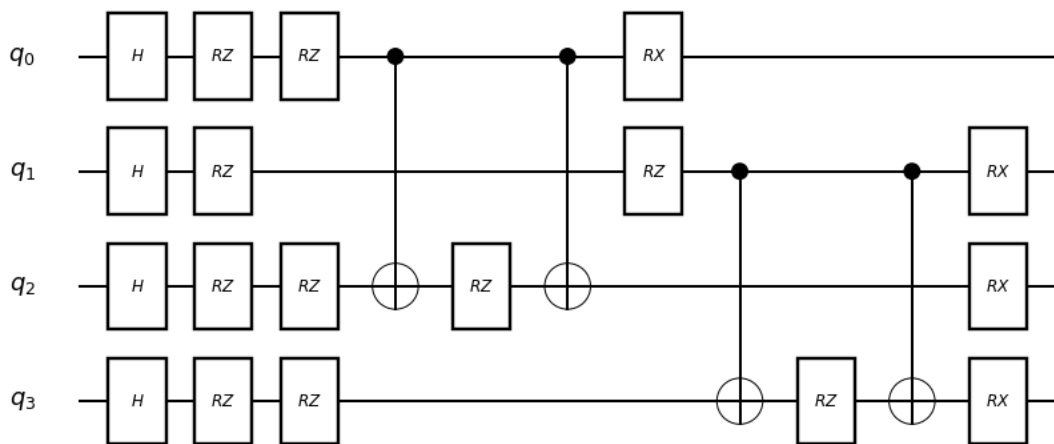 q₀ H RZ RZ RX
q₁ H RZ RZ RX
q₂ H RZ RZ RZ RX
q₃ H RZ RZ RZ RX